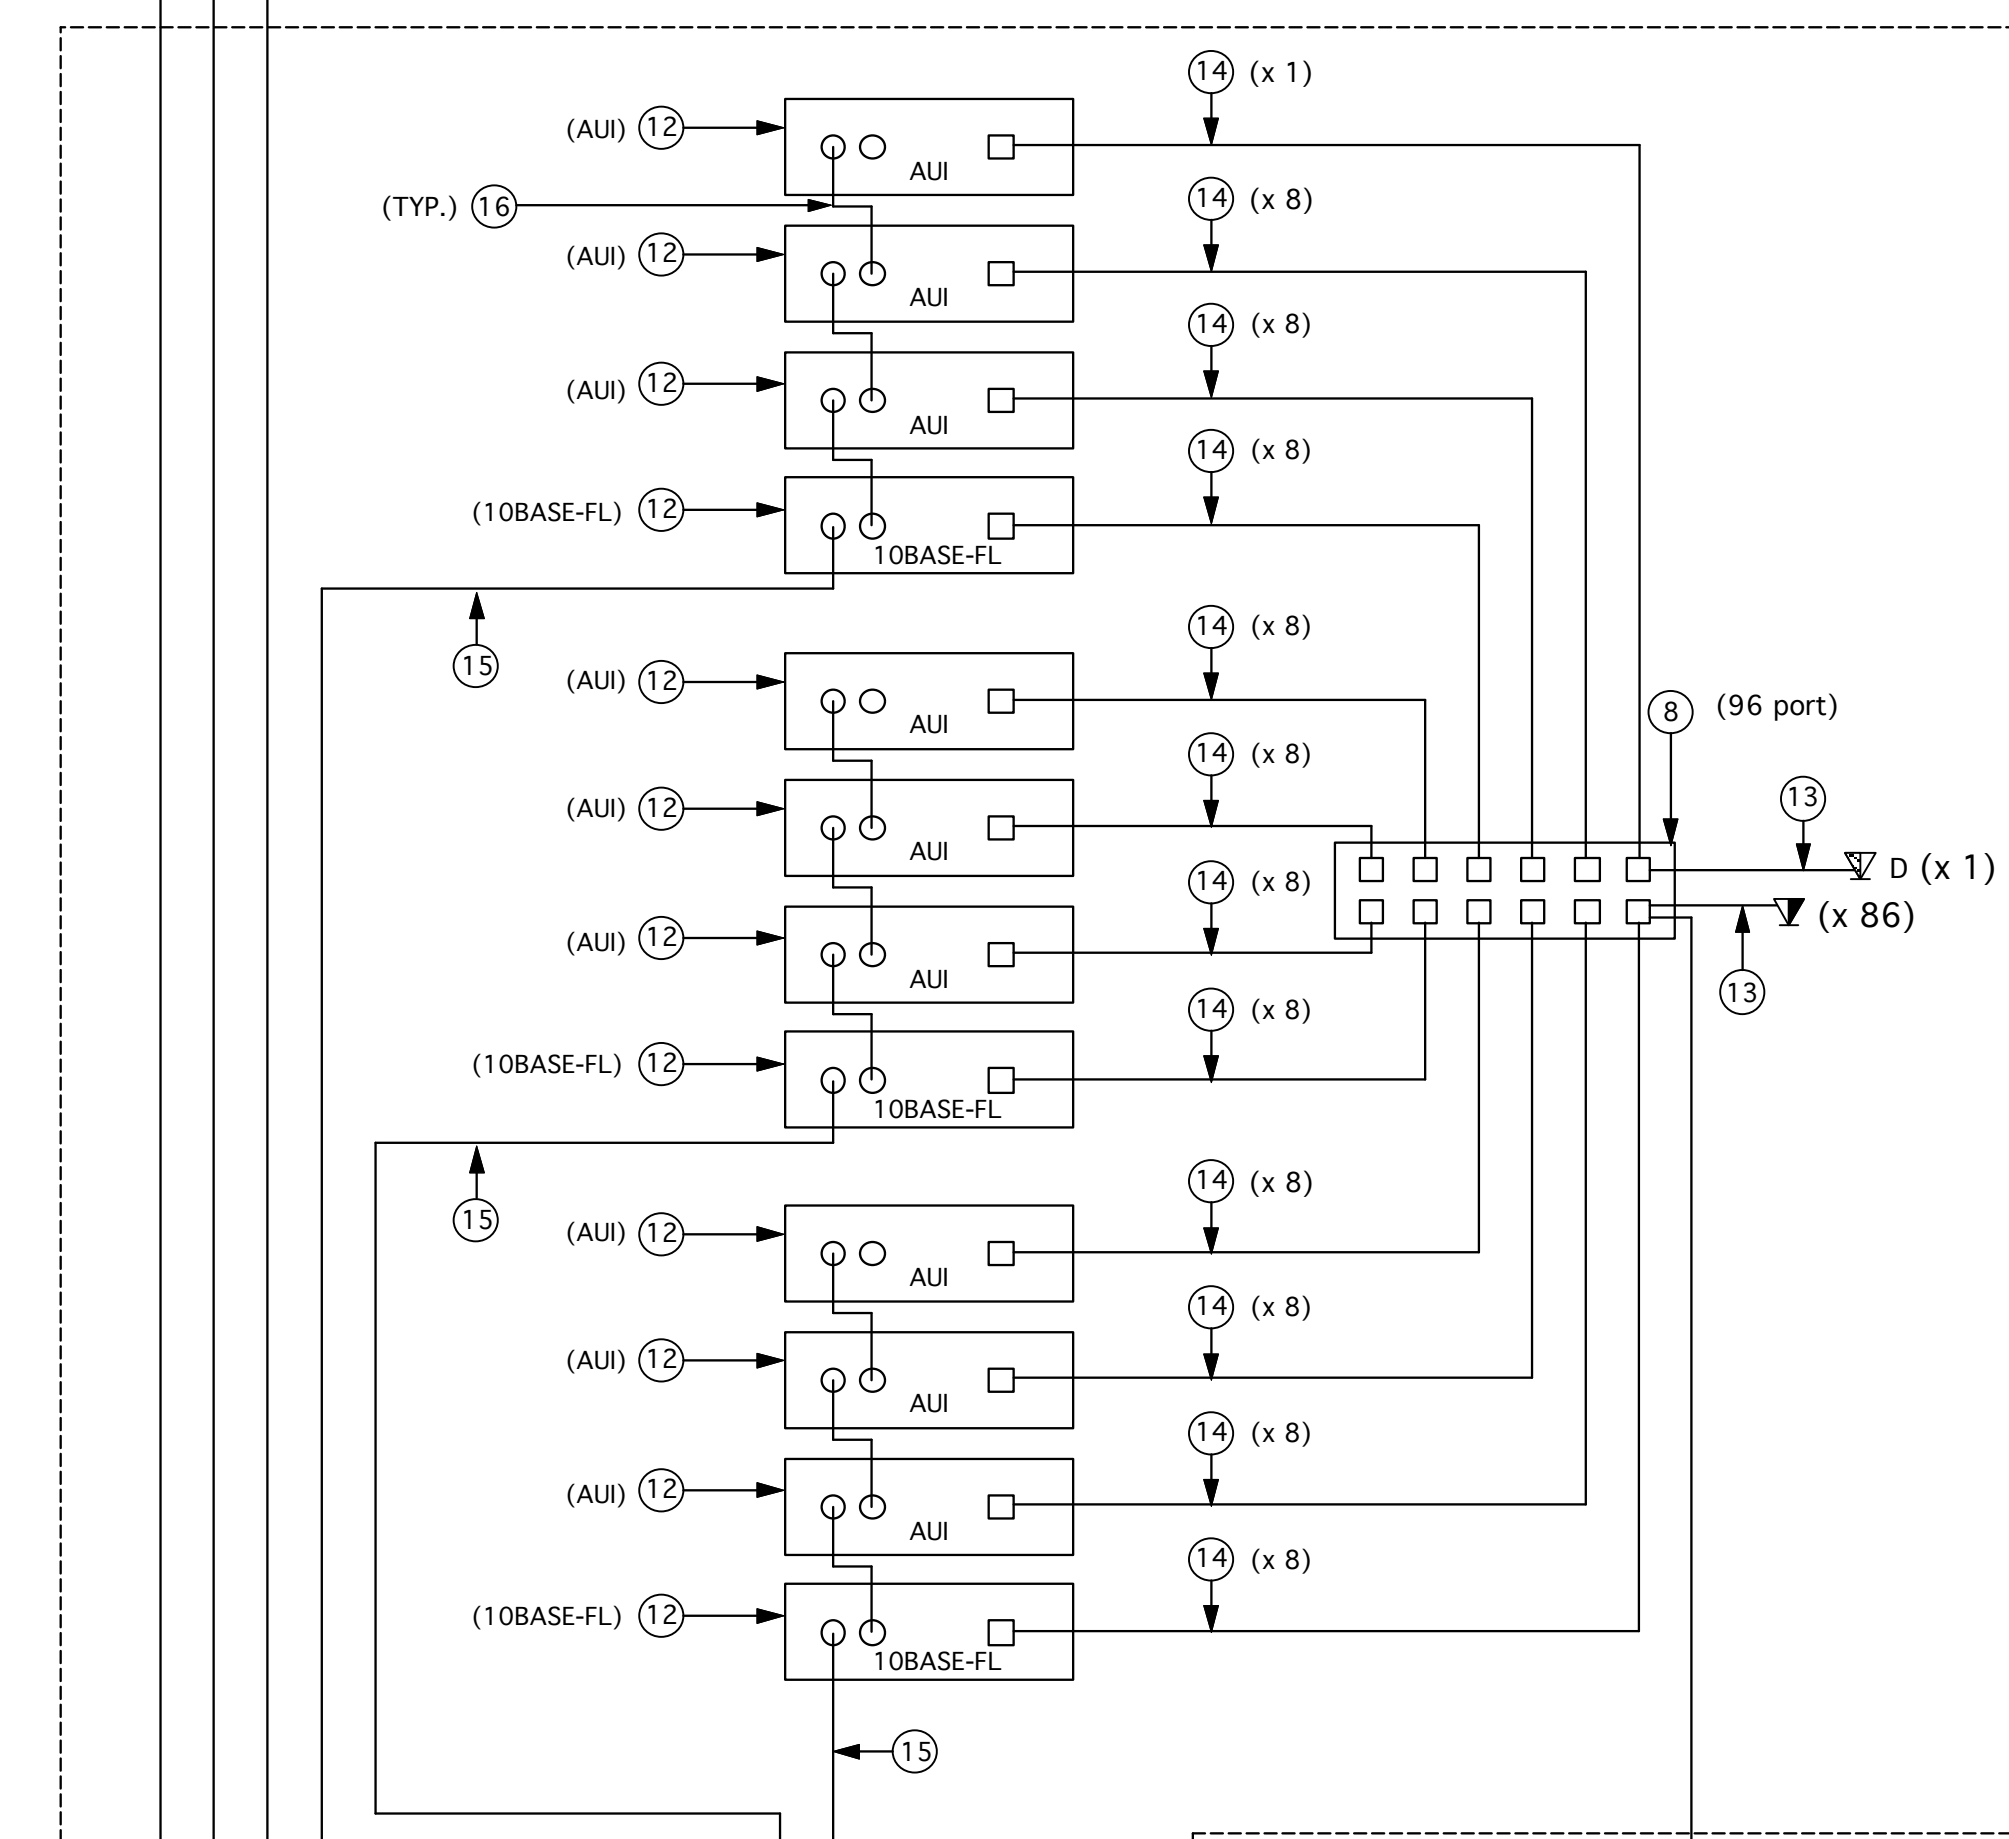 14 (x 1)
(AUI) 12
AUI
(TYP.) 16
14 (x 8)
(AUI) 12
AUI
14 (x 8)
(AUI) 12
AUI
14 (x 8)
(10BASE-FL) 12
10BASE-FL
15
14 (x 8)
(AUI) 12
AUI
8 (96 port)
14 (x 8)
(AUI) 12
AUI
13
D (x 1)
14 (x 8)
(x 86)
(AUI) 12
AUI
13
14 (x 8)
(10BASE-FL) 12
10BASE-FL
15
14 (x 8)
(AUI) 12
AUI
14 (x 8)
(AUI) 12
AUI
14 (x 8)
(AUI) 12
AUI
14 (x 8)
(10BASE-FL) 12
10BASE-FL
15